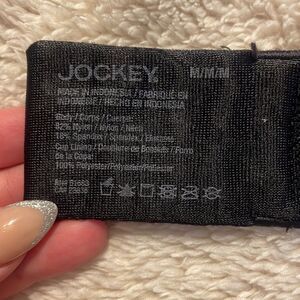 JOCKEY. M/M/M
MADE IN INDONESIA / FABRIQUÉ EN
INDONÉSIE / HECHO EN INDONESIA
Body / Corps / Cuerpo:
82% Nylon / Nylon / Nilón
18% Spandex / Spandex / Elastano
Cup Lining / Doublure de Bonnets / Forro
de la Copa:
100% Polyester/Polyester/Poliéster